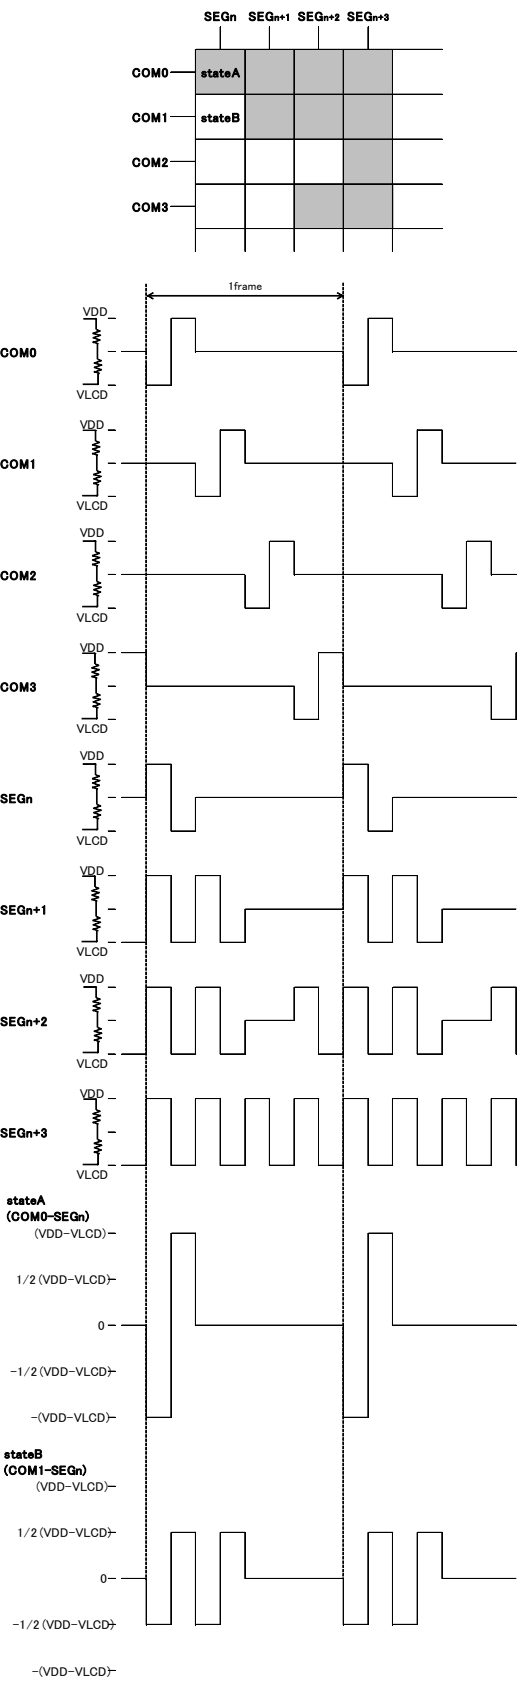 SEGn SEGn+1 SEGn+2 SEGn+3
COM0 stateA
COM1 stateB
COM2
COM3
1frame
VDD
COM0
VLCD
VDD
COM1
VLCD
VDD
COM2
VLCD
VDD
COM3
VLCD
VDD
SEGn
VLCD
VDD
SEGn+1
VLCD
VDD
SEGn+2
VLCD
VDD
SEGn+3
VLCD
stateA
(COM0-SEGn)
(VDD-VLCD)
1/2(VDD-VLCD)
0
-1/2(VDD-VLCD)
-(VDD-VLCD)
stateB
(COM1-SEGn)
(VDD-VLCD)
1/2(VDD-VLCD)
0
-1/2(VDD-VLCD)
-(VDD-VLCD)